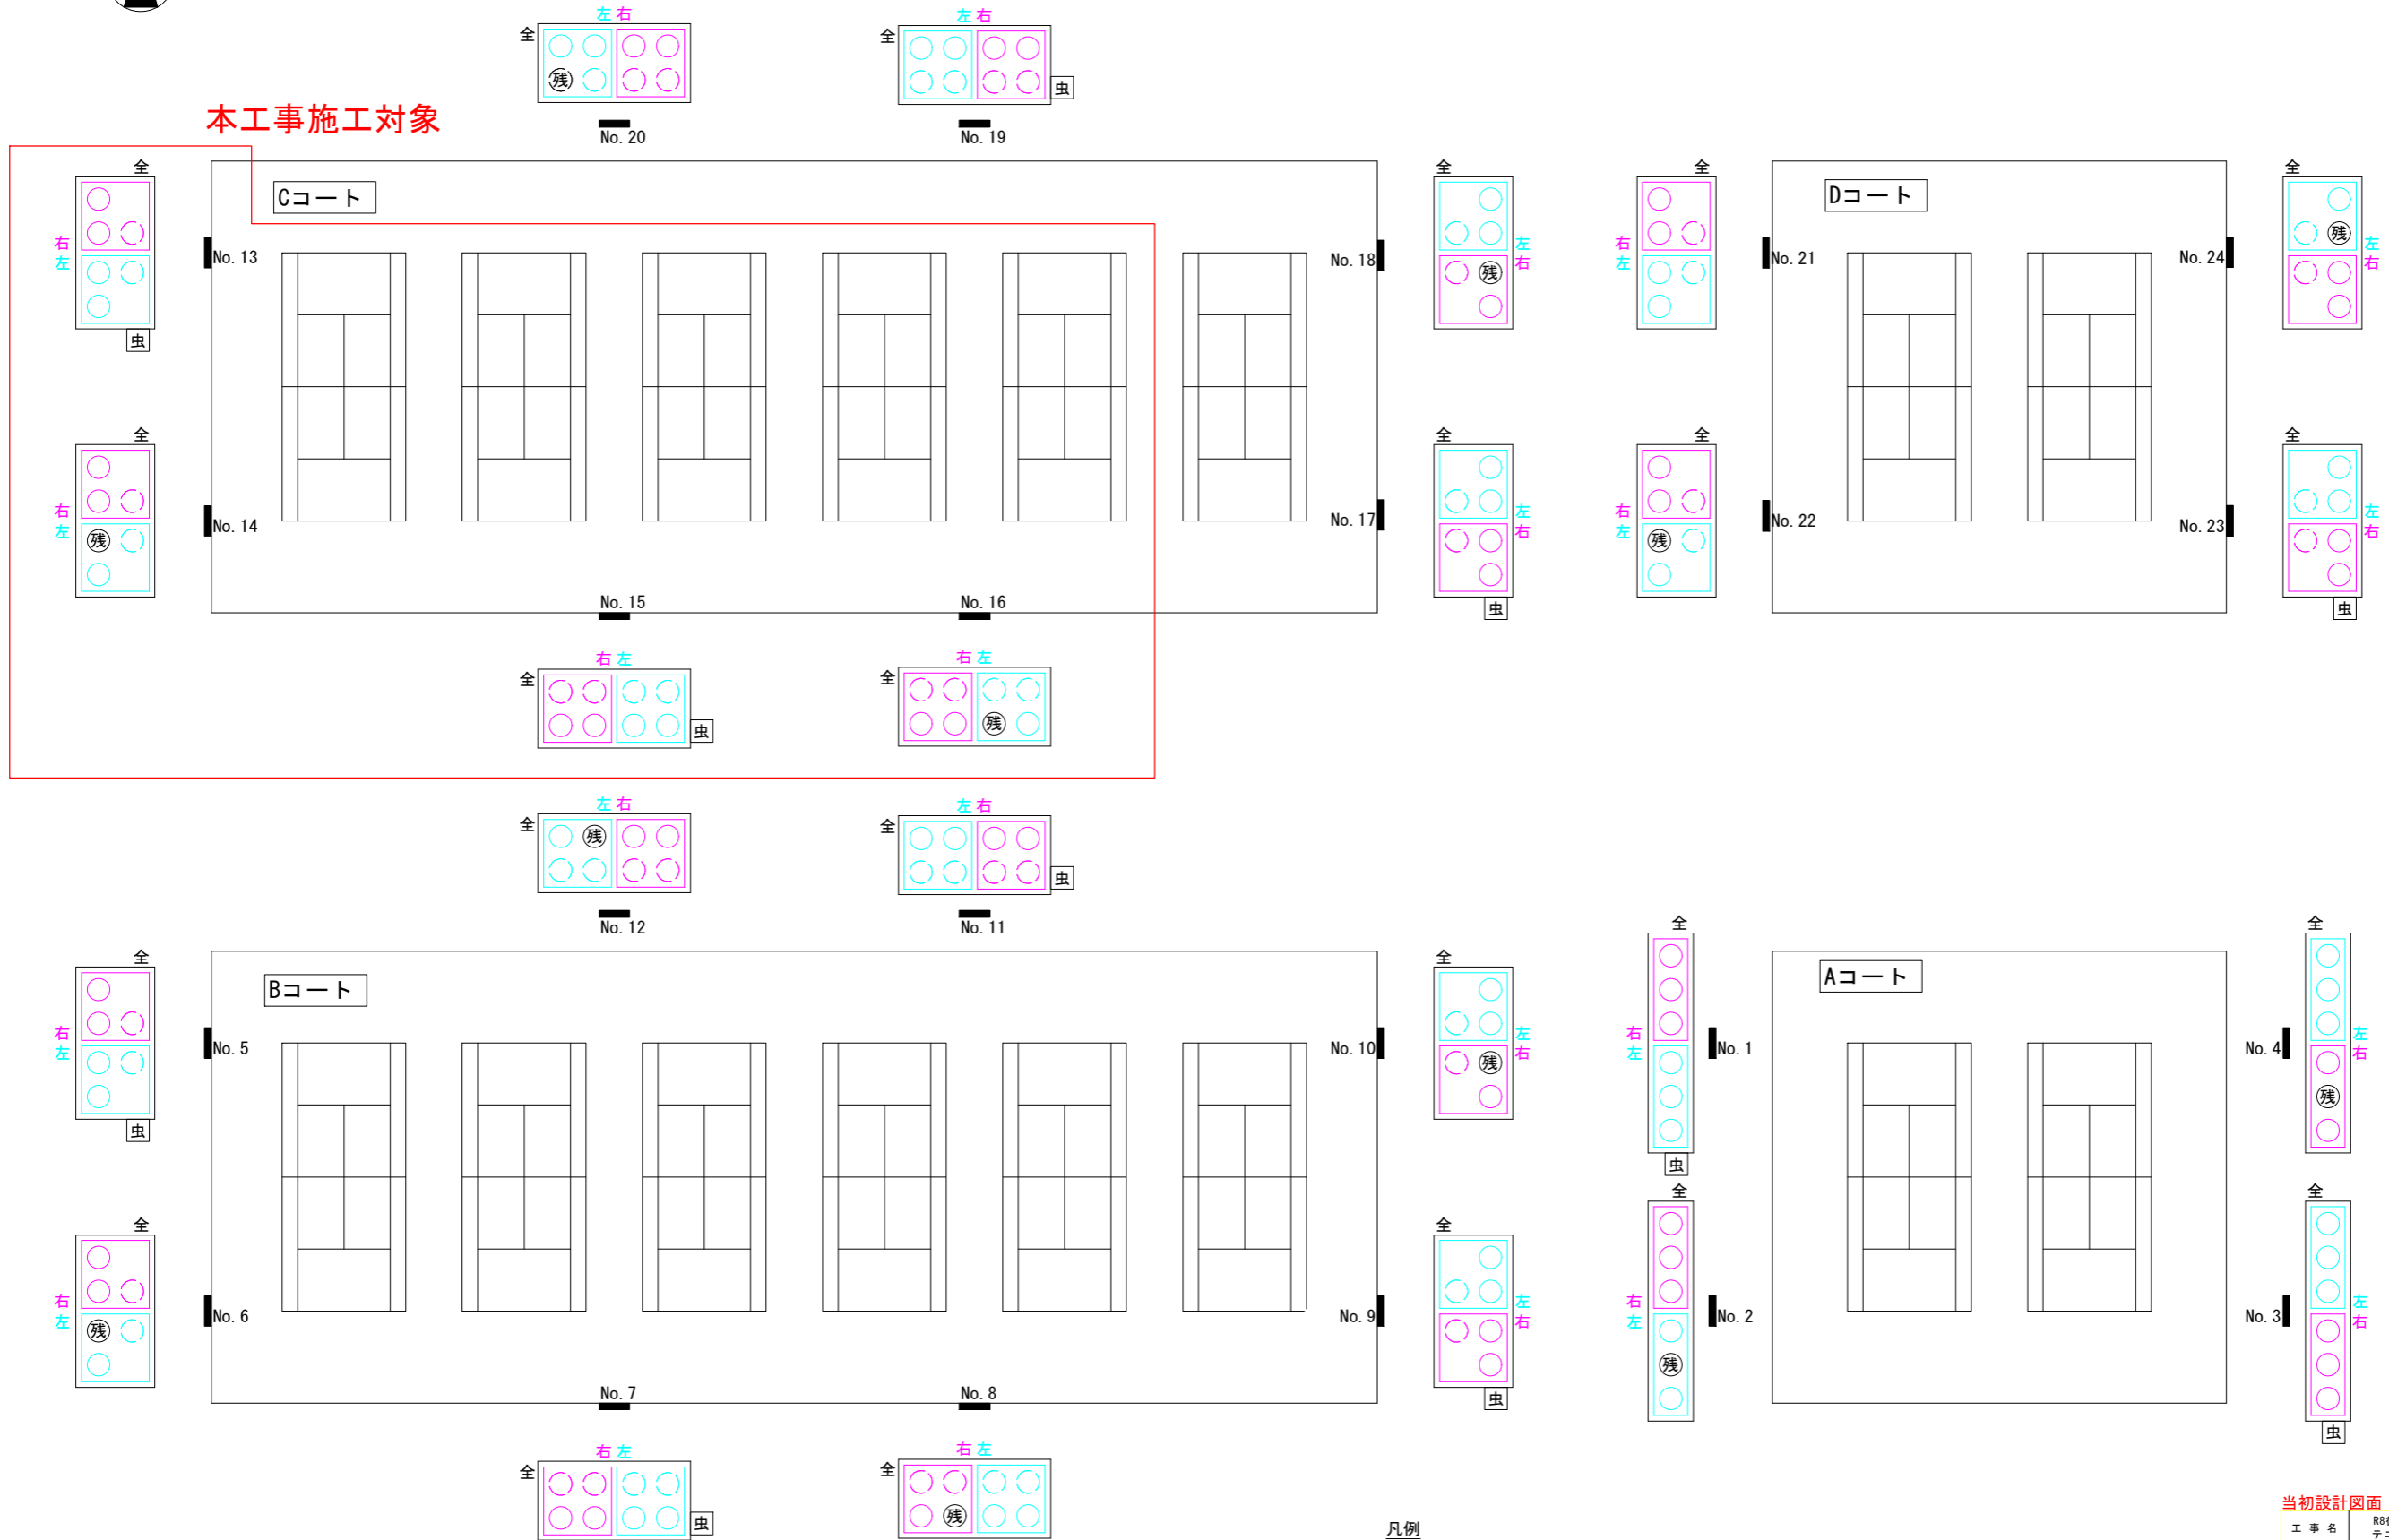 左 右
全
残
左 右
全
虫
本工事施工対象
No. 20
No. 19
全
右
左
虫
Cコート
No. 13
No. 18
全
残
左
右
全
右
左
Dコート
No. 21
No. 24
全
残
左
右
全
右
左
残
No. 14
No. 17
全
左
右
虫
全
右
左
残
No. 22
No. 23
全
左
右
虫
No. 15
No. 16
右 左
全
虫
右 左
全
残
左 右
全
残
左 右
全
虫
No. 12
No. 11
全
右
左
虫
Bコート
No. 5
No. 10
全
残
左
右
全
右
左
虫
Aコート
No. 1
No. 4
全
左
右
残
全
右
左
残
No. 6
No. 9
全
左
右
虫
全
右
左
残
No. 2
No. 3
全
左
右
虫
No. 7
No. 8
右 左
全
虫
右 左
全
残
凡例
当初設計図面
工 事 名